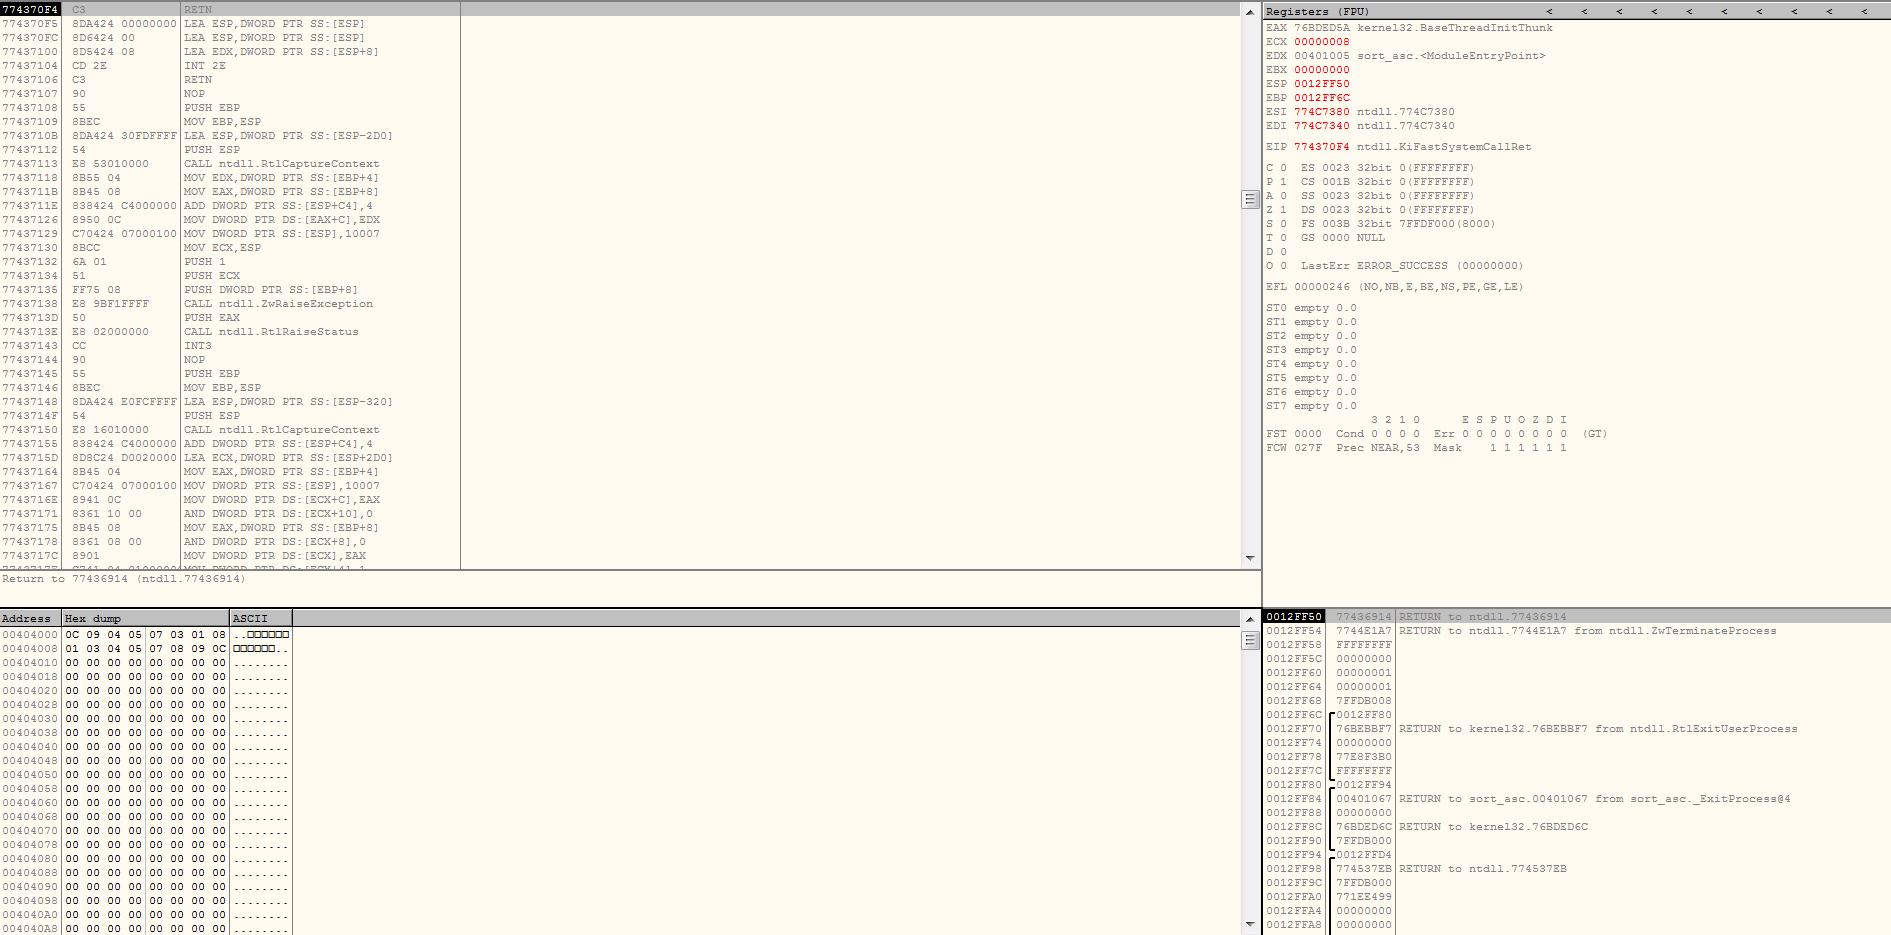 774370F4 C3 RETN
774370F5 8DA424 00000000 LEA ESP,DWORD PTR SS:[ESP]
774370FC 8D6424 00 LEA ESP,DWORD PTR SS:[ESP]
77437100 8D5424 08 LEA EDX,DWORD PTR SS:[ESP+8]
77437104 CD 2E INT 2E
77437106 C3 RETN
77437107 90 NOP
77437108 55 PUSH EBP
77437109 8BEC MOV EBP,ESP
7743710B 8DA424 30FDFFFF LEA ESP,DWORD PTR SS:[ESP-2D0]
77437112 54 PUSH ESP
77437113 E8 53010000 CALL ntdll.RtlCaptureContext
77437118 8B55 04 MOV EDX,DWORD PTR SS:[EBP+4]
7743711B 8B45 08 MOV EAX,DWORD PTR SS:[EBP+8]
7743711E 838424 C4000000 ADD DWORD PTR SS:[ESP+C4],4
77437126 8950 0C MOV DWORD PTR DS:[EAX+C],EDX
77437129 C70424 07000100 MOV DWORD PTR SS:[ESP],10007
77437130 8BCC MOV ECX,ESP
77437132 6A 01 PUSH 1
77437134 51 PUSH ECX
77437135 FF75 08 PUSH DWORD PTR SS:[EBP+8]
77437138 E8 9BF1FFFF CALL ntdll.ZwRaiseException
7743713D 50 PUSH EAX
7743713E E8 02000000 CALL ntdll.RtlRaiseStatus
77437143 CC INT3
77437144 90 NOP
77437145 55 PUSH EBP
77437146 8BEC MOV EBP,ESP
77437148 8DA424 E0FCFFFF LEA ESP,DWORD PTR SS:[ESP-320]
7743714F 54 PUSH ESP
77437150 E8 16010000 CALL ntdll.RtlCaptureContext
77437155 838424 C4000000 ADD DWORD PTR SS:[ESP+C4],4
7743715D 8D8C24 D0020000 LEA ECX,DWORD PTR SS:[ESP+2D0]
77437164 8B45 04 MOV EAX,DWORD PTR SS:[EBP+4]
77437167 C70424 07000100 MOV DWORD PTR SS:[ESP],10007
7743716E 8941 0C MOV DWORD PTR DS:[ECX+C],EAX
77437171 8361 10 00 AND DWORD PTR DS:[ECX+10],0
77437175 8B45 08 MOV EAX,DWORD PTR SS:[EBP+8]
77437178 8361 08 00 AND DWORD PTR DS:[ECX+8],0
7743717C 8901 MOV DWORD PTR DS:[ECX],EAX
Return to 77436914 (ntdll.77436914)
Registers (FPU) < < < < < < < < < <
EAX 76BDED5A kernel32.BaseThreadInitThunk
ECX 00000008
EDX 00401005 sort_asc.<ModuleEntryPoint>
EBX 00000000
ESP 0012FF50
EBP 0012FF6C
ESI 774C7380 ntdll.774C7380
EDI 774C7340 ntdll.774C7340
EIP 774370F4 ntdll.KiFastSystemCallRet
C 0 ES 0023 32bit 0(FFFFFFFF)
P 1 CS 001B 32bit 0(FFFFFFFF)
A 0 SS 0023 32bit 0(FFFFFFFF)
Z 1 DS 0023 32bit 0(FFFFFFFF)
S 0 FS 003B 32bit 7FFDF000(8000)
T 0 GS 0000 NULL
D 0
O 0 LastErr ERROR_SUCCESS (00000000)
EFL 00000246 (NO,NB,E,BE,NS,PE,GE,LE)
ST0 empty 0.0
ST1 empty 0.0
ST2 empty 0.0
ST3 empty 0.0
ST4 empty 0.0
ST5 empty 0.0
ST6 empty 0.0
ST7 empty 0.0
3 2 1 0 E S P U O Z D I
FST 0000 Cond 0 0 0 0 Err 0 0 0 0 0 0 0 0 (GT)
FCW 027F Prec NEAR,53 Mask 1 1 1 1 1 1
Address Hex dump ASCII
00404000 0C 09 04 05 07 03 01 08 ..□□□□□□
00404008 01 03 04 05 07 08 09 0C □□□□□□..
00404010 00 00 00 00 00 00 00 00 ........
00404018 00 00 00 00 00 00 00 00 ........
00404020 00 00 00 00 00 00 00 00 ........
00404028 00 00 00 00 00 00 00 00 ........
00404030 00 00 00 00 00 00 00 00 ........
00404038 00 00 00 00 00 00 00 00 ........
00404040 00 00 00 00 00 00 00 00 ........
00404048 00 00 00 00 00 00 00 00 ........
00404050 00 00 00 00 00 00 00 00 ........
00404058 00 00 00 00 00 00 00 00 ........
00404060 00 00 00 00 00 00 00 00 ........
00404068 00 00 00 00 00 00 00 00 ........
00404070 00 00 00 00 00 00 00 00 ........
00404078 00 00 00 00 00 00 00 00 ........
00404080 00 00 00 00 00 00 00 00 ........
00404088 00 00 00 00 00 00 00 00 ........
00404090 00 00 00 00 00 00 00 00 ........
00404098 00 00 00 00 00 00 00 00 ........
004040A0 00 00 00 00 00 00 00 00 ........
004040A8 00 00 00 00 00 00 00 00 ........
0012FF50 77436914 RETURN to ntdll.77436914
0012FF54 7744E1A7 RETURN to ntdll.7744E1A7 from ntdll.ZwTerminateProcess
0012FF58 FFFFFFFF
0012FF5C 00000000
0012FF60 00000001
0012FF64 00000001
0012FF68 7FFDB008
0012FF6C 0012FF80
0012FF70 76BEBBF7 RETURN to kernel32.76BEBBF7 from ntdll.RtlExitUserProcess
0012FF74 00000000
0012FF78 77E8F3B0
0012FF7C FFFFFFFF
0012FF80 0012FF94
0012FF84 00401067 RETURN to sort_asc.00401067 from sort_asc._ExitProcess@4
0012FF88 00000000
0012FF8C 76BDED6C RETURN to kernel32.76BDED6C
0012FF90 7FFDB000
0012FF94 0012FFD4
0012FF98 774537EB RETURN to ntdll.774537EB
0012FF9C 7FFDB000
0012FFA0 771EE499
0012FFA4 00000000
0012FFA8 00000000